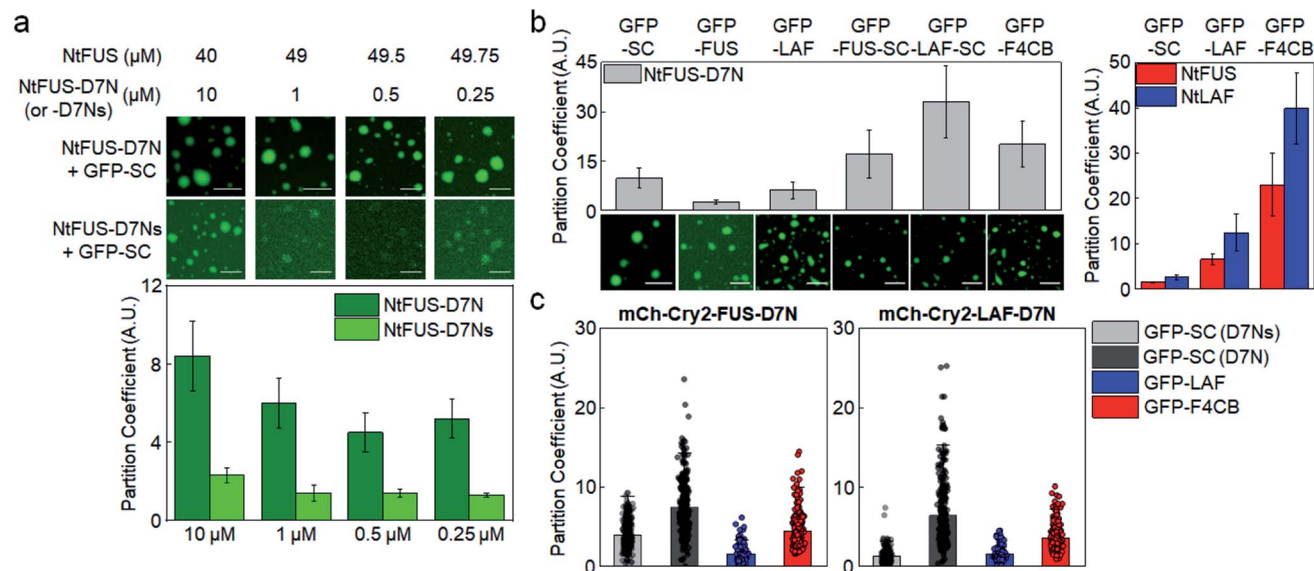 a
NtFUS (μM) 40 49 49.5 49.75
NtFUS-D7N (μM) 10 1 0.5 0.25
(or -D7Ns)
NtFUS-D7N
+ GFP-SC
NtFUS-D7Ns
+ GFP-SC
Partition Coefficient (A.U.)
12
8
4
0
NtFUS-D7N
NtFUS-D7Ns
10 μM 1 μM 0.5 μM 0.25 μM
b
GFP GFP GFP GFP GFP GFP
-SC -FUS -LAF -FUS-SC -LAF-SC -F4CB
Partition Coefficient (A.U.)
45
30
15
0
NtFUS-D7N
GFP GFP GFP
-SC -LAF -F4CB
Partition Coefficient (A.U.)
50
40
30
20
10
0
NtFUS
NtLAF
c
mCh-Cry2-FUS-D7N mCh-Cry2-LAF-D7N
Partition Coefficient (A.U.)
30
20
10
0
30
20
10
0
GFP-SC (D7Ns)
GFP-SC (D7N)
GFP-LAF
GFP-F4CB